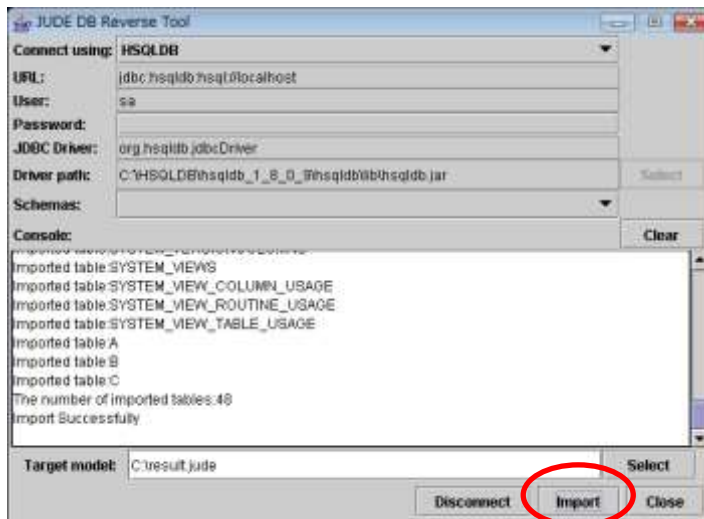 JUDE DB Reverse Tool
Connect using: HSQLDB
URL: jdbc:hsqldb:hsql://localhost
User: sa
Password:
JDBC Driver: org.hsqldb.jdbcDriver
Driver path: C:\HSQLDB\hsqldb_1_8_0_9\hsqldb\lib\hsqldb.jar Select
Schemas:
Console: Clear
Imported table:SYSTEM_VERSIONCOLUMNS
Imported table:SYSTEM_VIEWS
Imported table:SYSTEM_VIEW_COLUMN_USAGE
Imported table:SYSTEM_VIEW_ROUTINE_USAGE
Imported table:SYSTEM_VIEW_TABLE_USAGE
Imported table:A
Imported table:B
Imported table:C
The number of imported tables:48
Import Successfully
Target model: C:\result.jude Select
Disconnect Import Close